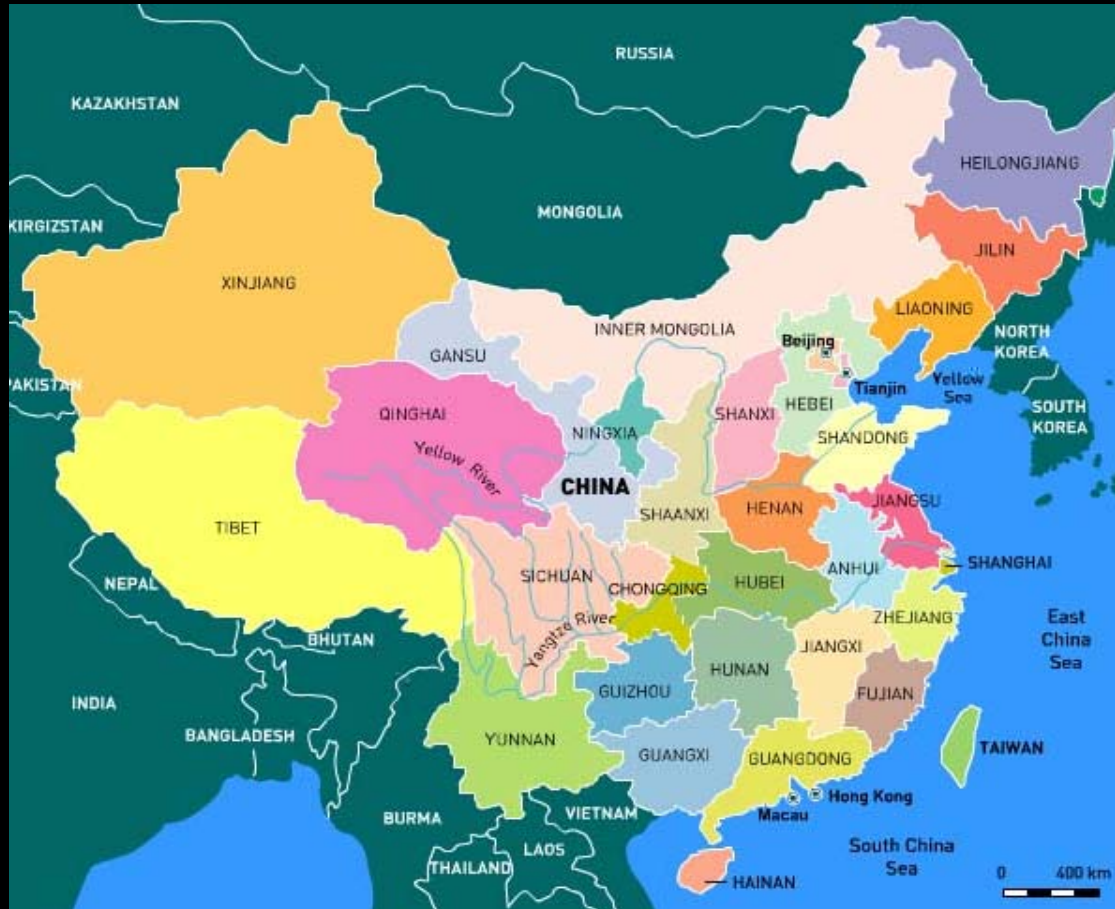 RUSSIA
KAZAKHSTAN
HEILONGJIANG
MONGOLIA
KIRGIZSTAN
JILIN
XINJIANG
LIAONING
INNER MONGOLIA
NORTH
KOREA
Beijing
GANSU
PAKISTAN
Tianjin
Yellow
Sea
QINGHAI
SHANXI
HEBEI
SOUTH
KOREA
NINGXIA
SHANDONG
Yellow River
CHINA
JIANGSU
HENAN
SHAANXI
TIBET
SHANGHAI
ANHUI
SICHUAN
HUBEI
NEPAL
CHONGQING
ZHEJIANG
East
China
Sea
BHUTAN
Yangtze River
JIANGXI
HUNAN
GUIZHOU
FUJIAN
INDIA
BANGLADESH
YUNNAN
TAIWAN
GUANGXI
GUANGDONG
Hong Kong
VIETNAM
Macau
BURMA
South China
Sea
LAOS
THAILAND
0 400 km
HAINAN